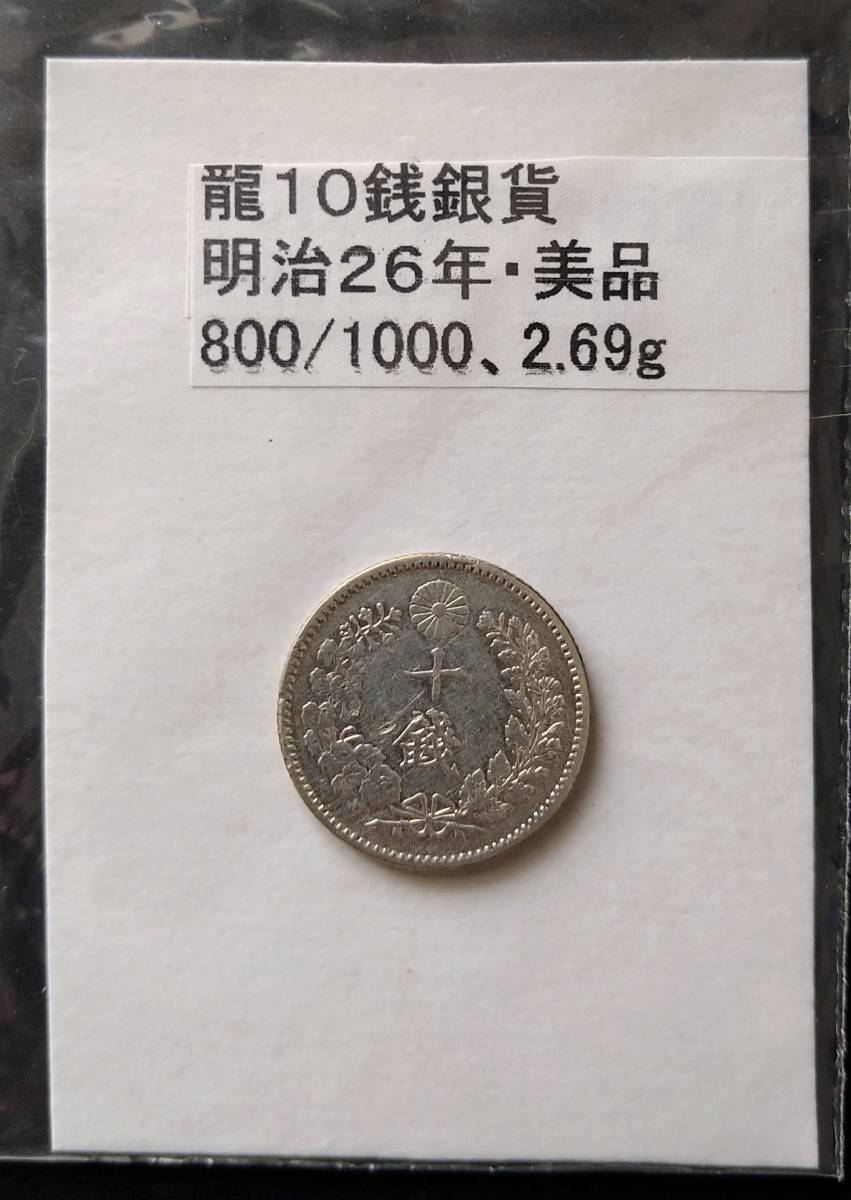 龍10銭銀貨
明治26年・美品
800/1000、2.69g
十
錢